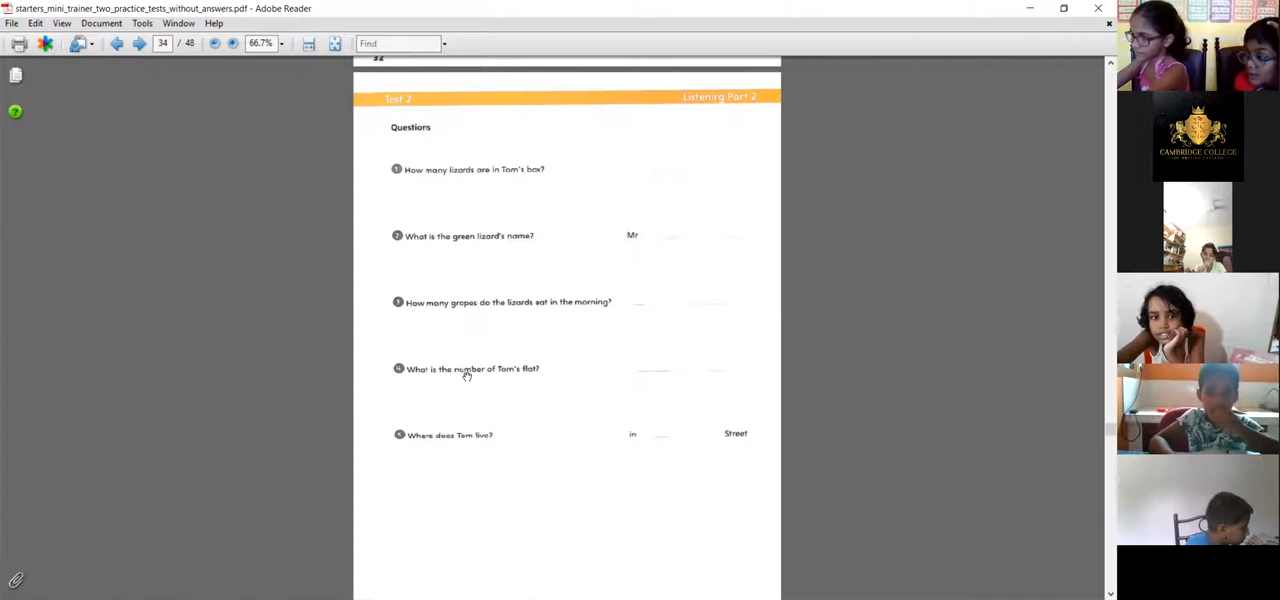 starters_mini_trainer_two_practice_tests_without_answers.pdf - Adobe Reader
File Edit View Document Tools Window Help
34 / 48 66.7% Find
32
Test 2 Listening Part 2
Questions
1 How many lizards are in Tom's box?
2 What is the green lizard's name? Mr
3 How many grapes do the lizards eat in the morning?
4 What is the number of Tom's flat?
5 Where does Tom live? in Street
CAMBRIDGE COLLEGE